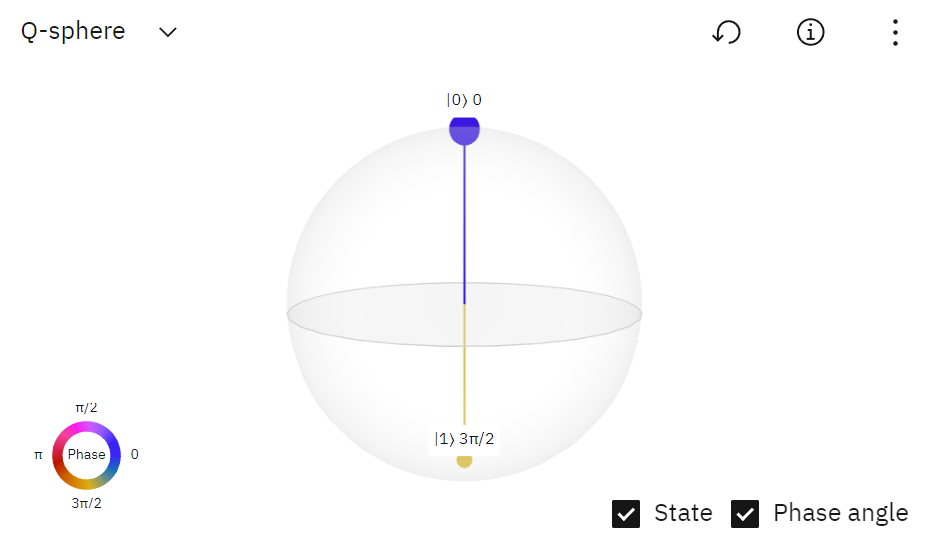 Q-sphere
|0⟩ 0
|1⟩ 3π/2
π/2
π Phase 0
3π/2
State Phase angle